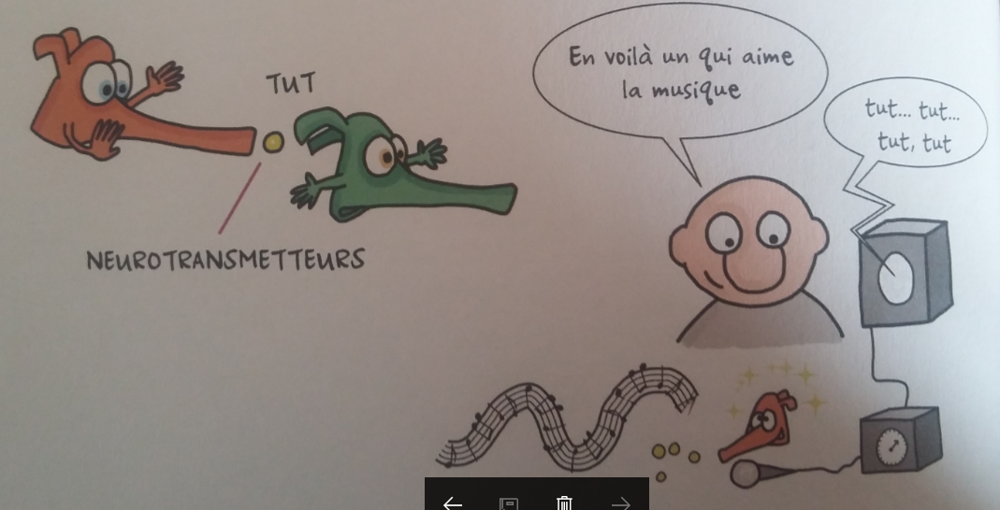 TUT
NEUROTRANSMETTEURS
En voilà un qui aime
la musique
tut... tut...
tut, tut